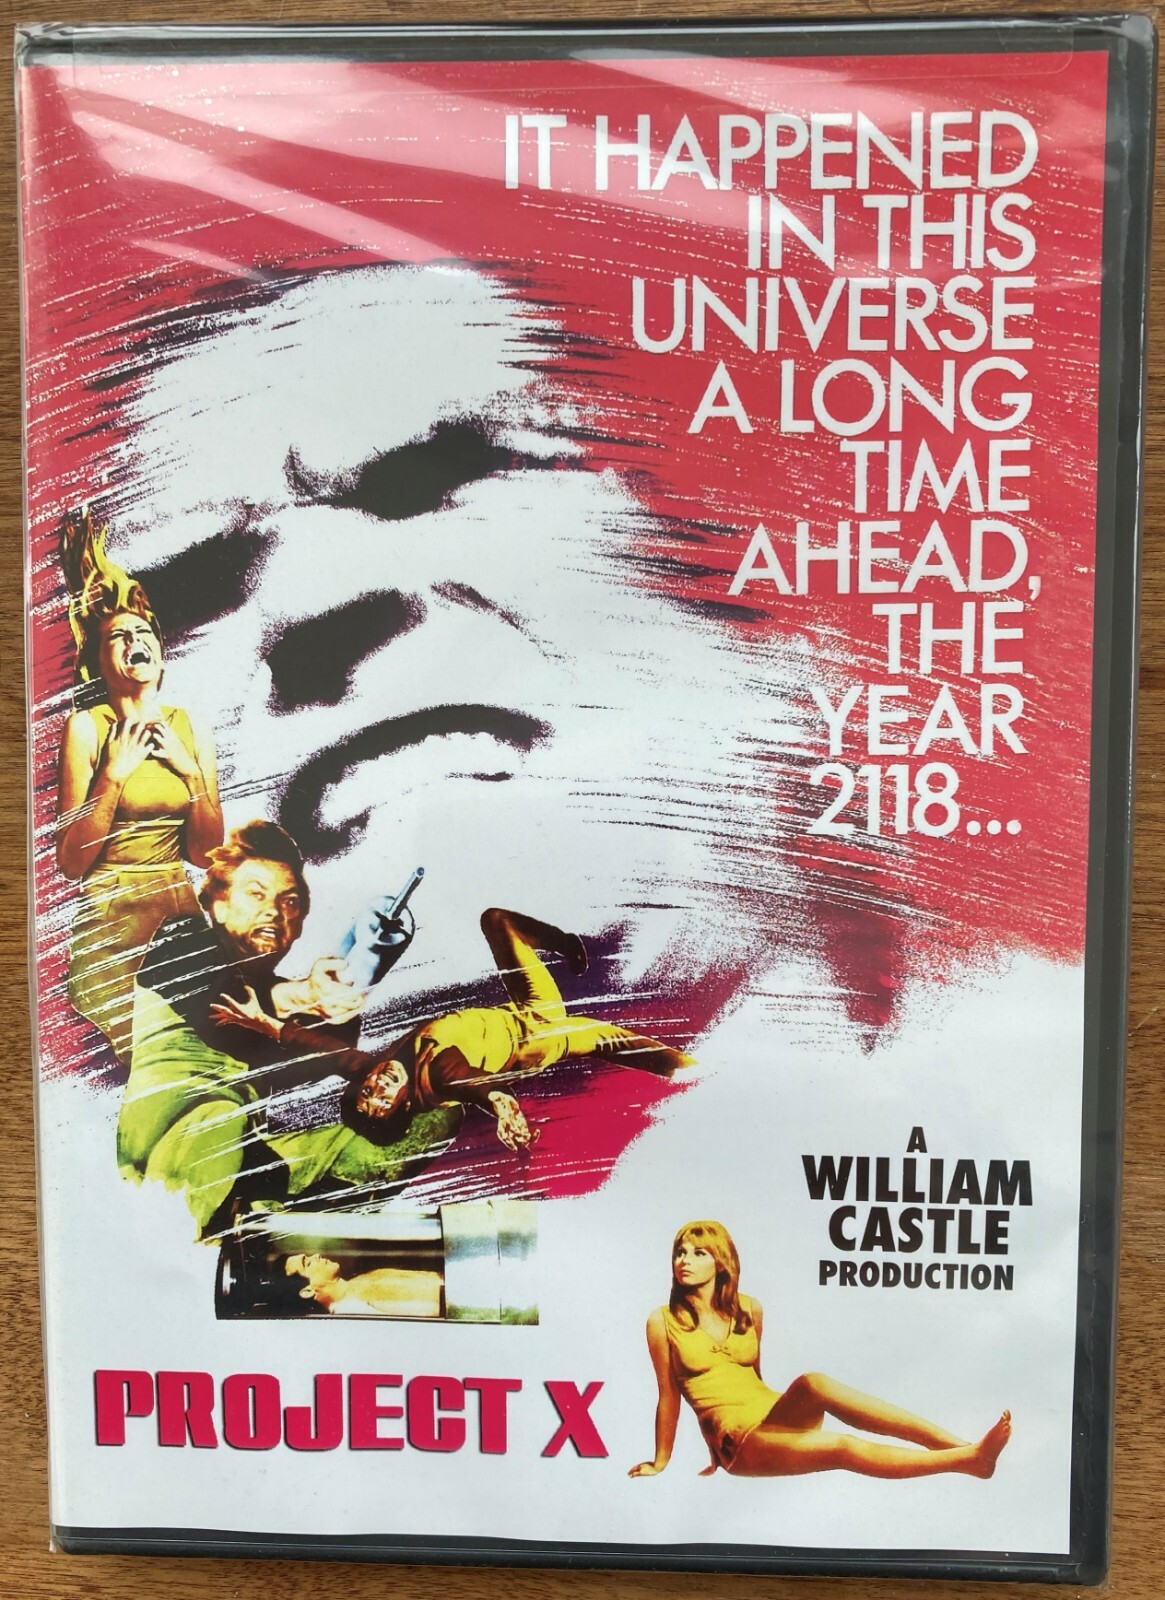 IT HAPPENED
IN THIS
UNIVERSE
A LONG
TIME
AHEAD,
THE
YEAR
2118...
A
WILLIAM
CASTLE
PRODUCTION
PROJECT X